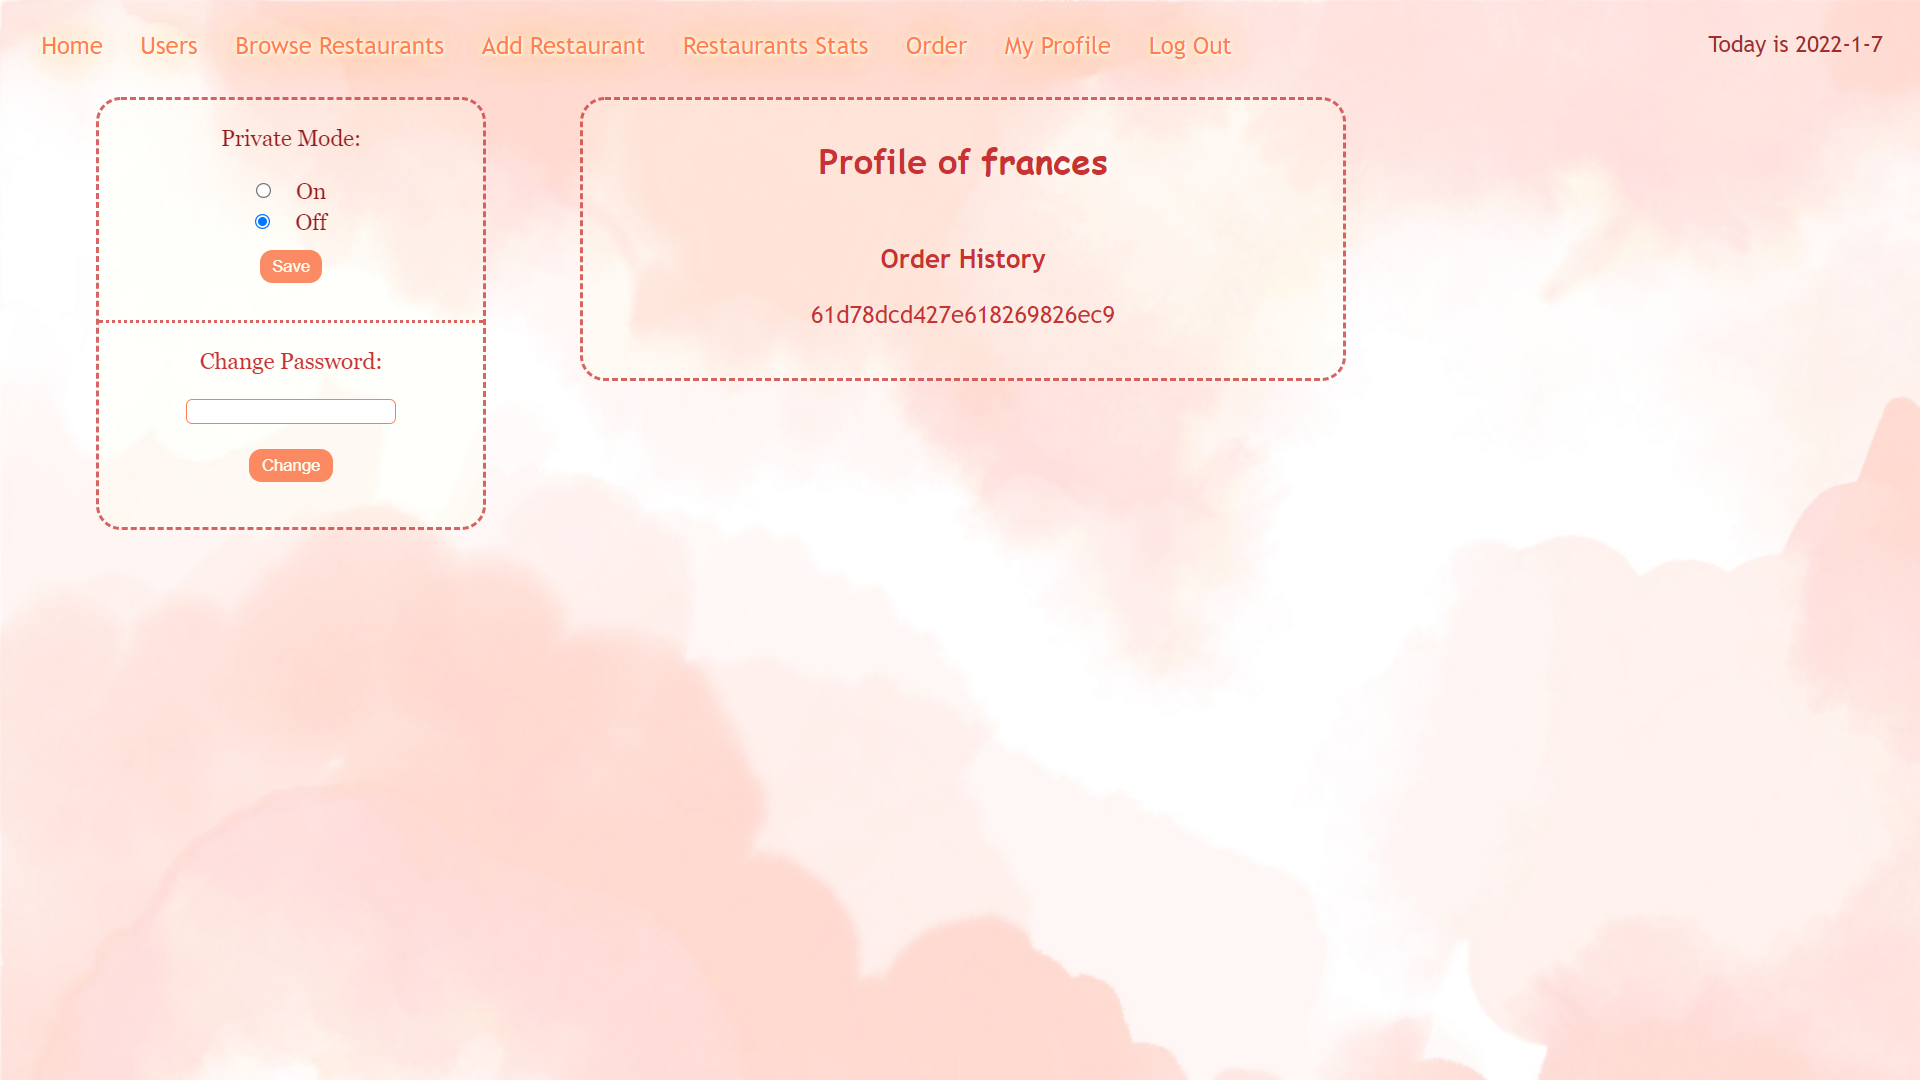 Home Users Browse Restaurants Add Restaurant Restaurants Stats Order My Profile Log Out Today is 2022-1-7
Private Mode:
On
Off
Save
Change Password:
Change
Profile of frances
Order History
61d78dcd427e618269826ec9